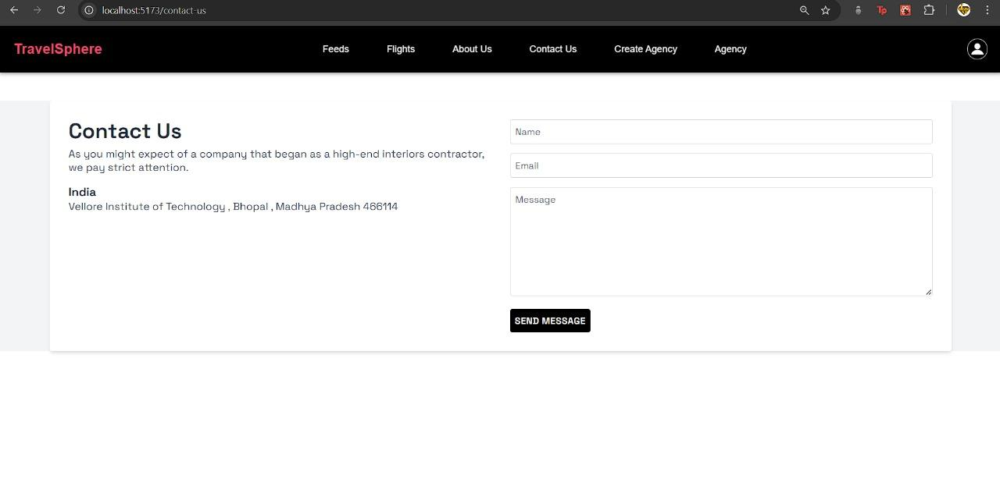 localhost:5173/contact-us
Tp
TravelSphere
Feeds
Flights
About Us
Contact Us
Create Agency
Agency
Contact Us
As you might expect of a company that began as a high-end interiors contractor,
we pay strict attention.
India
Vellore Institute of Technology , Bhopal , Madhya Pradesh 466114
Name
Email
Message
SEND MESSAGE